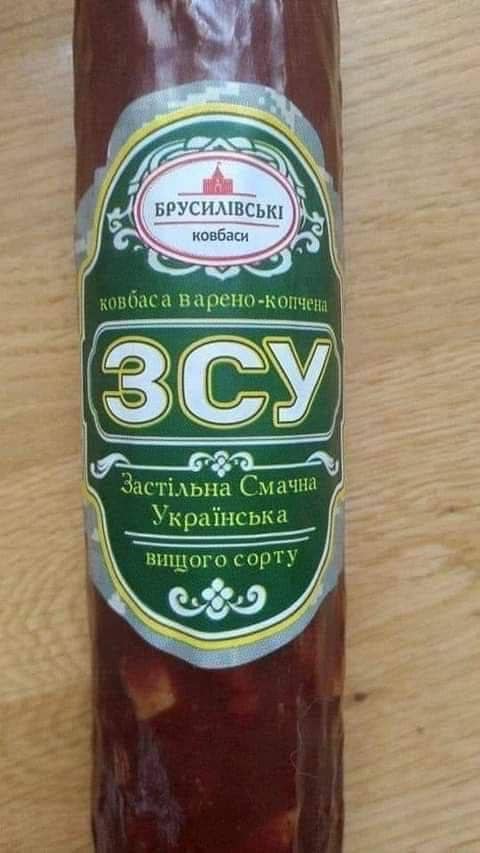 БРУСИЛІВСЬКІ
ковбаси
ковбаса варено-копчена
ЗСУ
Застільна Смачна
Українська
вищого сорту